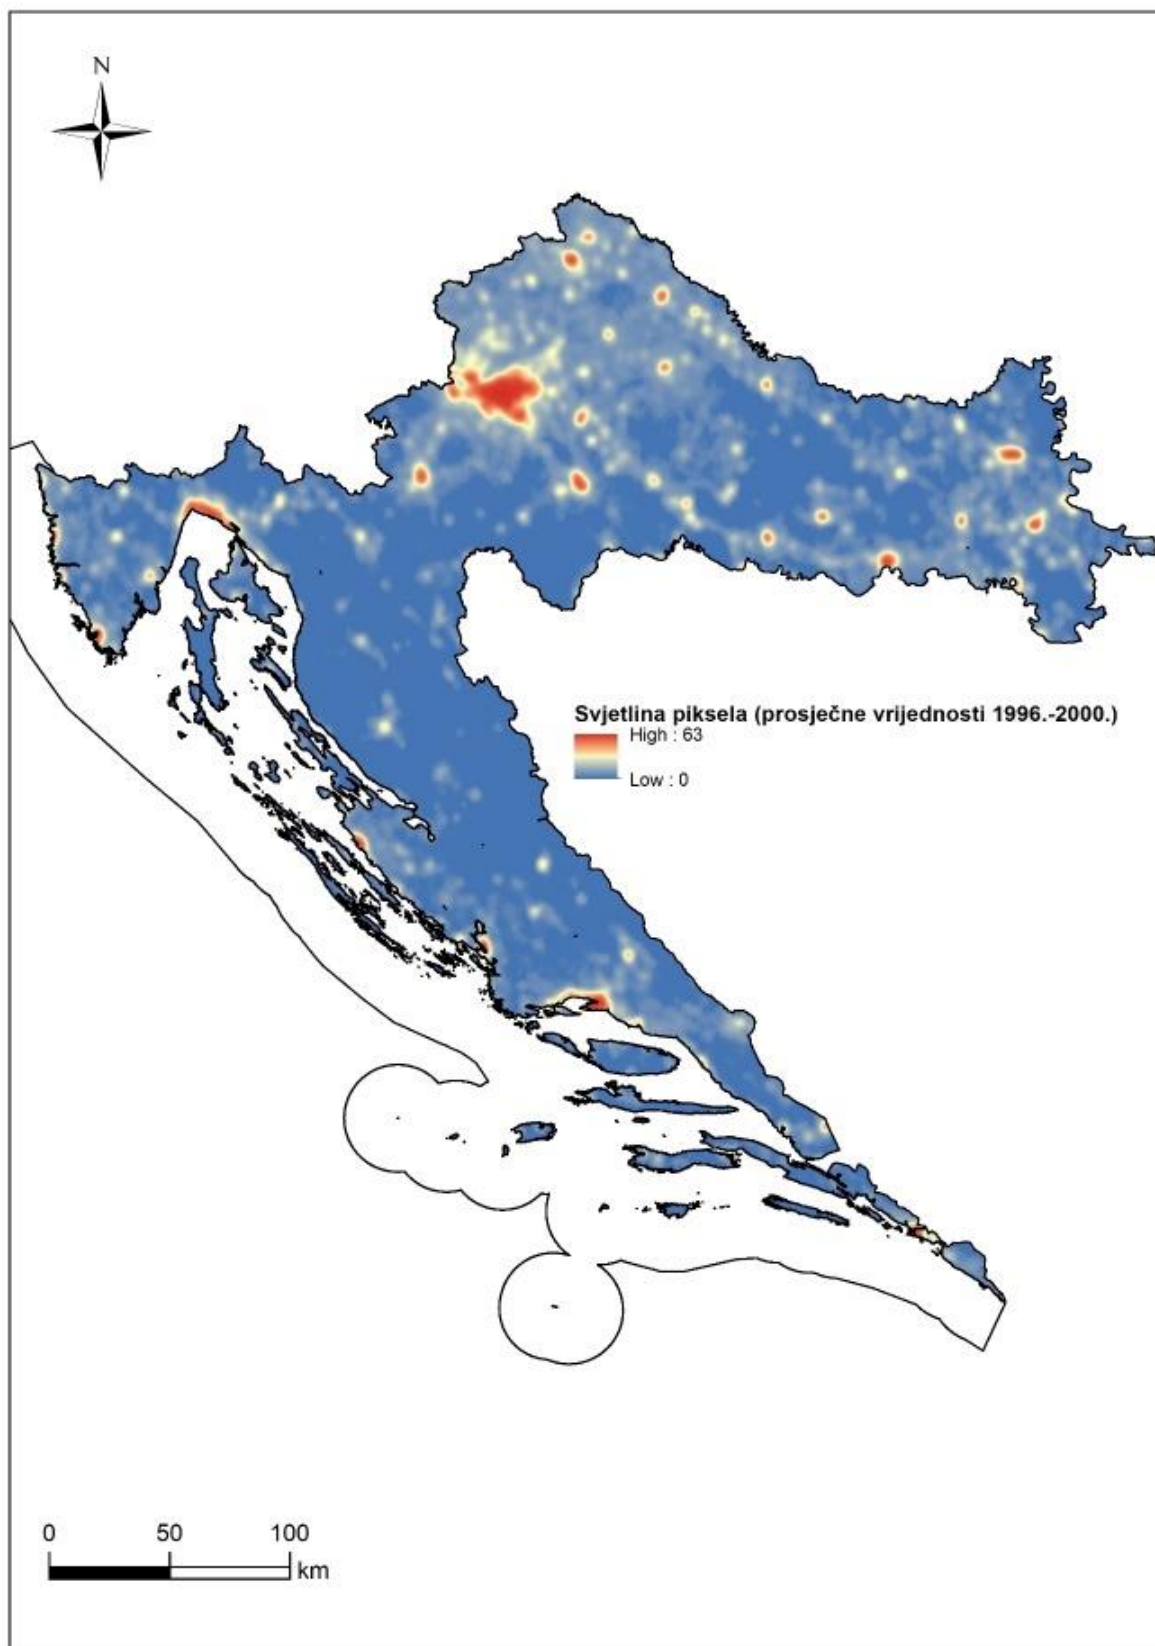 N
Svjetlina piksela (prosječne vrijednosti 1996.-2000.)
High : 63
Low : 0
0 50 100
km